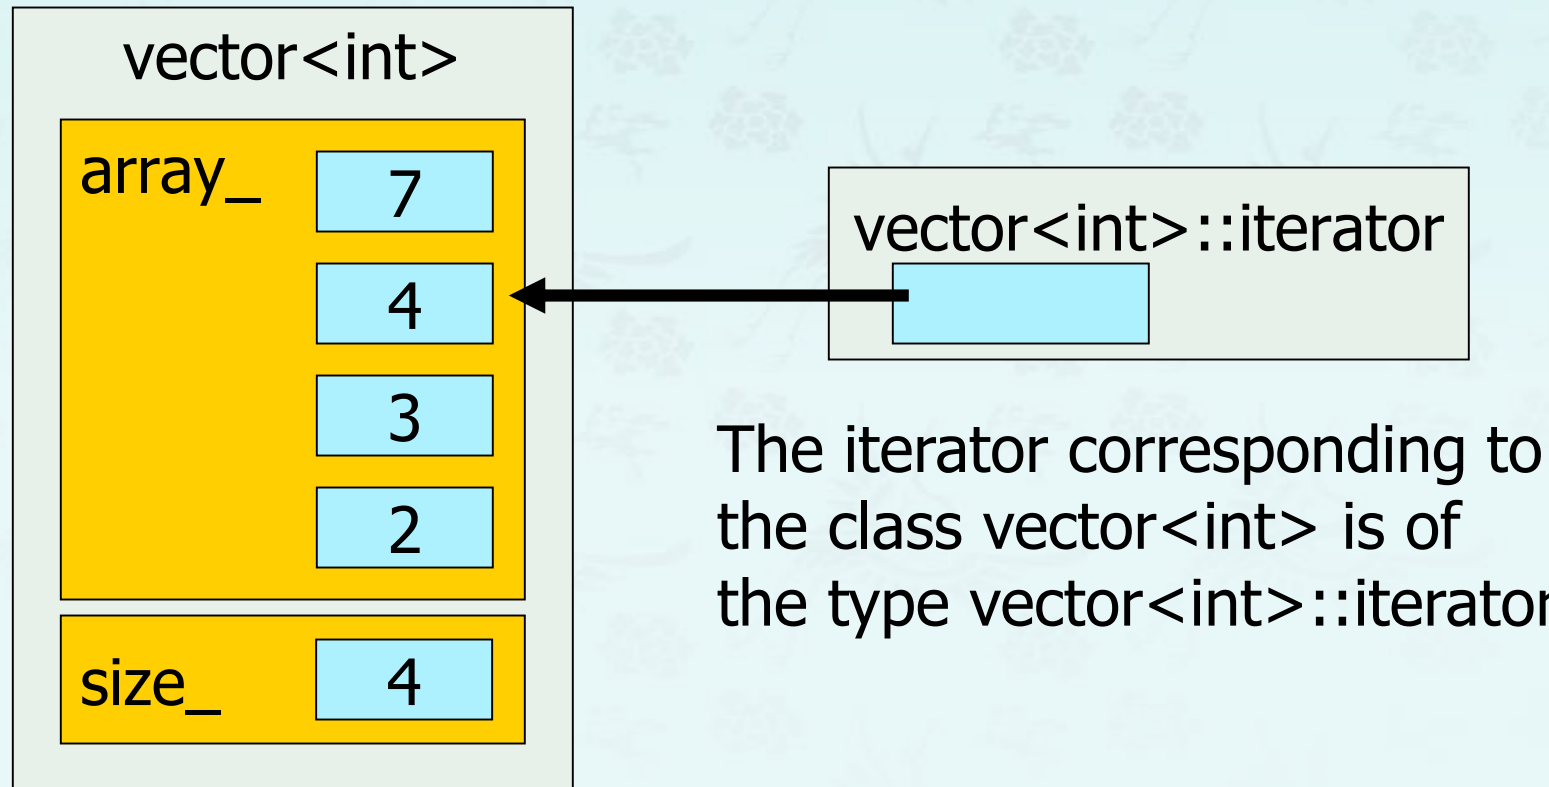 vector<int>
array_
7
4
3
2
size_
4
vector<int>::iterator
The iterator corresponding to
the class vector<int> is of
the type vector<int>::iterator